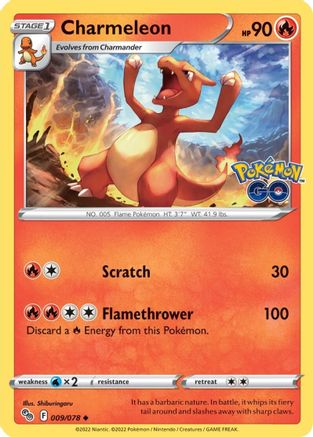 STAGE 1
Charmeleon
HP 90
Evolves from Charmander
Pokémon
GO
NO. 005 Flame Pokémon HT: 3'7" WT: 41.9 lbs.
Scratch 30
Flamethrower 100
Discard a Energy from this Pokémon.
weakness ×2 resistance retreat
Illus. Shiburingaru
F 009/078
It has a barbaric nature. In battle, it whips its fiery
tail around and slashes away with sharp claws.
©2022 Niantic. ©2022 Pokémon / Nintendo / Creatures / GAME FREAK.